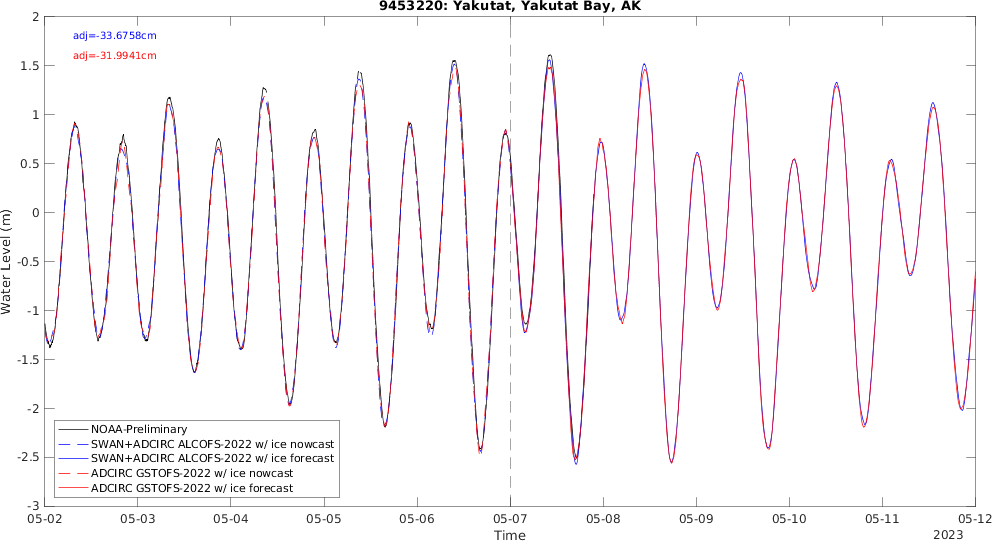 9453220: Yakutat, Yakutat Bay, AK
adj=-33.6758cm
adj=-31.9941cm
2
1.5
1
0.5
0
-0.5
-1
-1.5
-2
-2.5
-3
Water Level (m)
NOAA-Preliminary
SWAN+ADCIRC ALCOFS-2022 w/ ice nowcast
SWAN+ADCIRC ALCOFS-2022 w/ ice forecast
ADCIRC GSTOFS-2022 w/ ice nowcast
ADCIRC GSTOFS-2022 w/ ice forecast
05-02 05-03 05-04 05-05 05-06 05-07 05-08 05-09 05-10 05-11 05-12
Time
2023